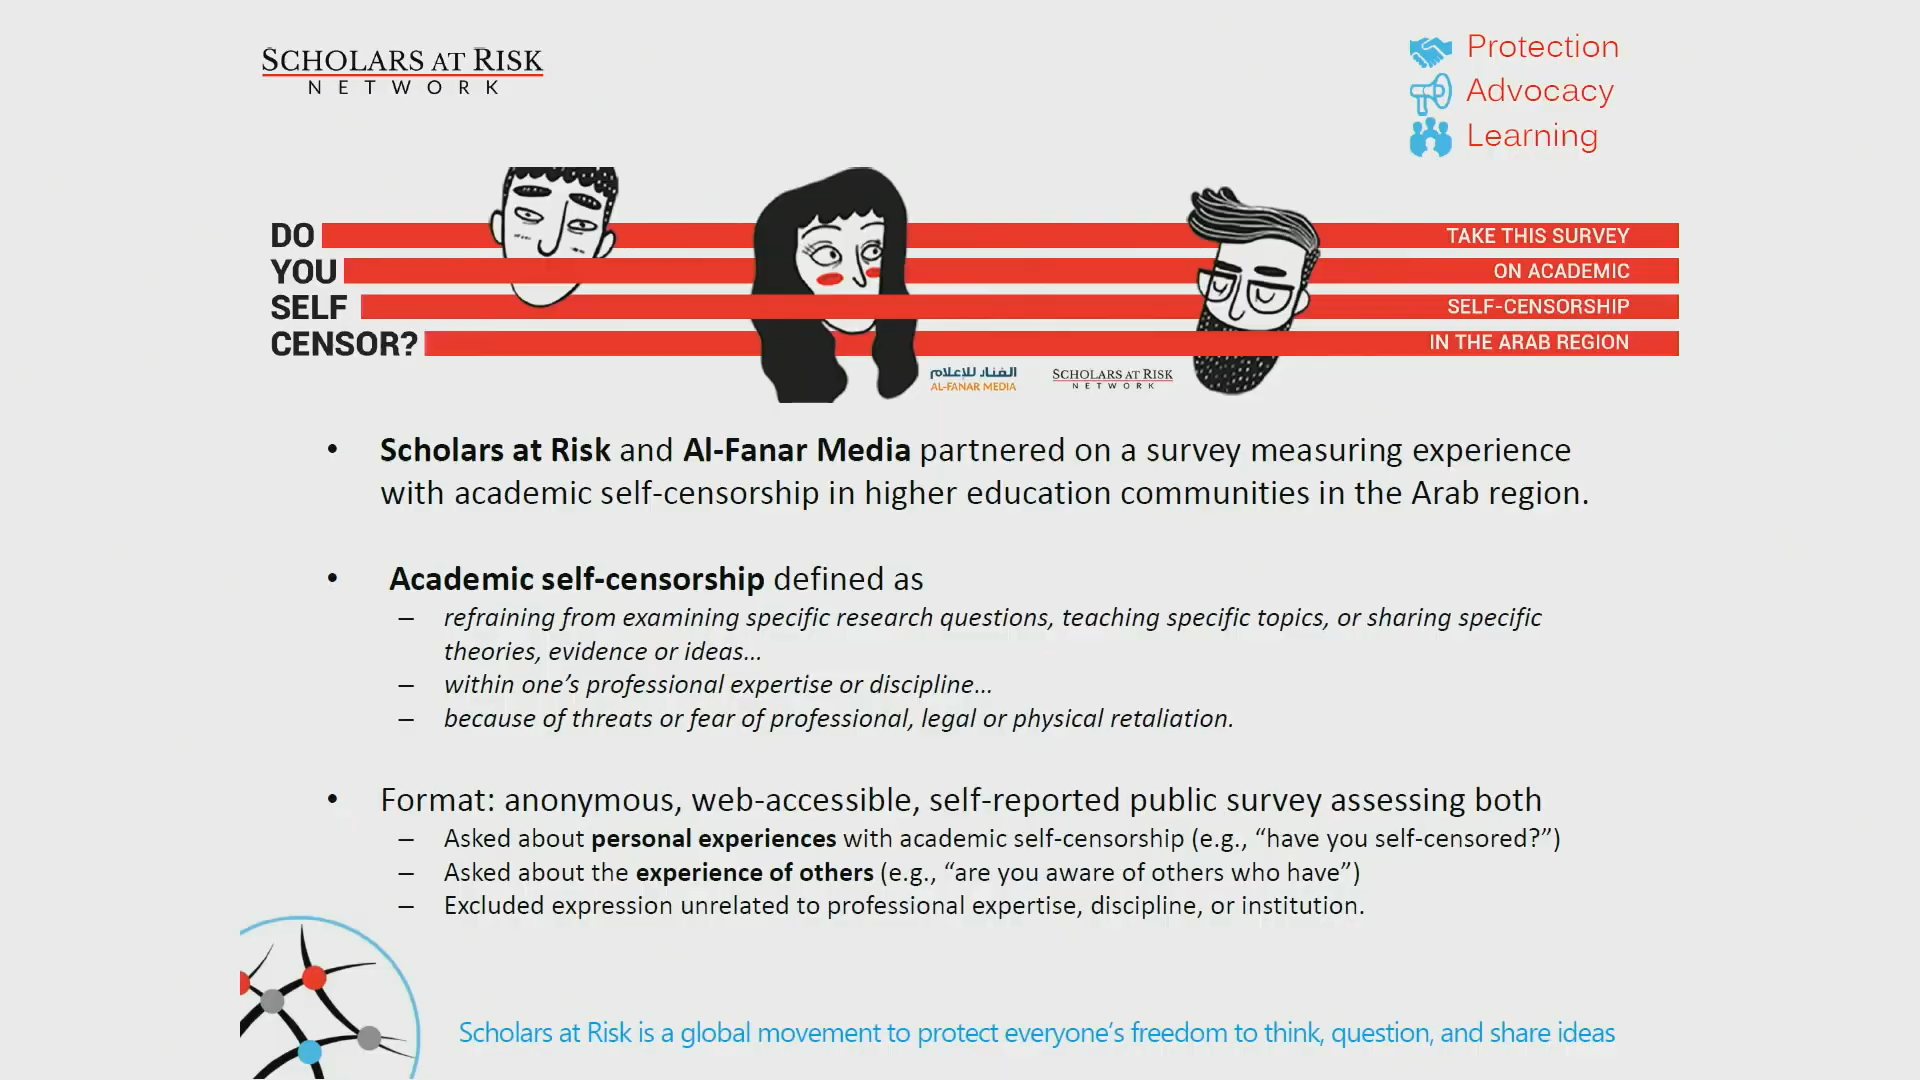 SCHOLARS AT RISK
NETWORK
Protection
Advocacy
Learning
DO
YOU
SELF
CENSOR?
TAKE THIS SURVEY
ON ACADEMIC
SELF-CENSORSHIP
IN THE ARAB REGION
الفنار للإعلام
AL-FANAR MEDIA
SCHOLARS AT RISK
NETWORK
• Scholars at Risk and Al-Fanar Media partnered on a survey measuring experience
with academic self-censorship in higher education communities in the Arab region.
• Academic self-censorship defined as
– refraining from examining specific research questions, teaching specific topics, or sharing specific
theories, evidence or ideas…
– within one’s professional expertise or discipline…
– because of threats or fear of professional, legal or physical retaliation.
• Format: anonymous, web-accessible, self-reported public survey assessing both
– Asked about personal experiences with academic self-censorship (e.g., “have you self-censored?”)
– Asked about the experience of others (e.g., “are you aware of others who have”)
– Excluded expression unrelated to professional expertise, discipline, or institution.
Scholars at Risk is a global movement to protect everyone’s freedom to think, question, and share ideas